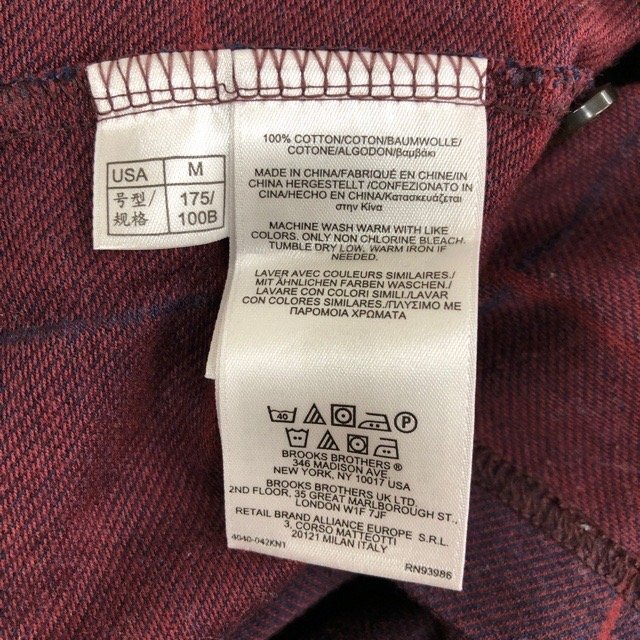 USA M
号型/ 175/
规格 100B
100% COTTON/COTON/BAUMWOLLE/
COTONE/ALGODON/βαμβάκι
MADE IN CHINA/FABRIQUÉ EN CHINE/IN
CHINA HERGESTELLT/CONFEZIONATO IN
CINA/HECHO EN CHINA/Κατασκευάζεται
στην Κίνα
MACHINE WASH WARM WITH LIKE
COLORS. ONLY NON CHLORINE BLEACH.
TUMBLE DRY LOW. WARM IRON IF
NEEDED.
LAVER AVEC COULEURS SIMILAIRES./
MIT ÄHNLICHEN FARBEN WASCHEN./
LAVARE CON COLORI SIMILI./LAVAR
CON COLORES SIMILARES./ΠΛΥΣΙΜΟ ΜΕ
ΠΑΡΟΜΟΙΑ ΧΡΩΜΑΤΑ
40 P
BROOKS BROTHERS ®
346 MADISON AVE
NEW YORK, NY 10017 USA
BROOKS BROTHERS UK LTD
2ND FLOOR, 35 GREAT MARLBOROUGH ST.,
LONDON W1F 7JF
RETAIL BRAND ALLIANCE EUROPE S.R.L.
3, CORSO MATTEOTTI
20121 MILAN ITALY
4040-042KN1 RN93986